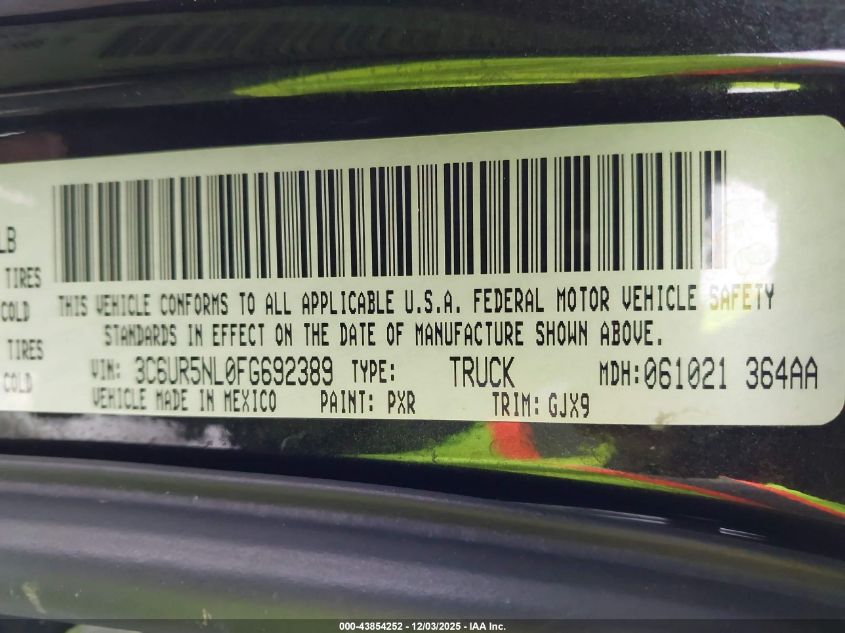 LB
TIRES
COLD
TIRES
COLD
THIS VEHICLE CONFORMS TO ALL APPLICABLE U.S.A. FEDERAL MOTOR VEHICLE SAFETY
STANDARDS IN EFFECT ON THE DATE OF MANUFACTURE SHOWN ABOVE.
VIN: 3C6UR5NL0FG692389 TYPE: TRUCK MDH:061021 364AA
VEHICLE MADE IN MEXICO PAINT: PXR TRIM: GJX9
000-43854252 - 12/03/2025 - IAA Inc.